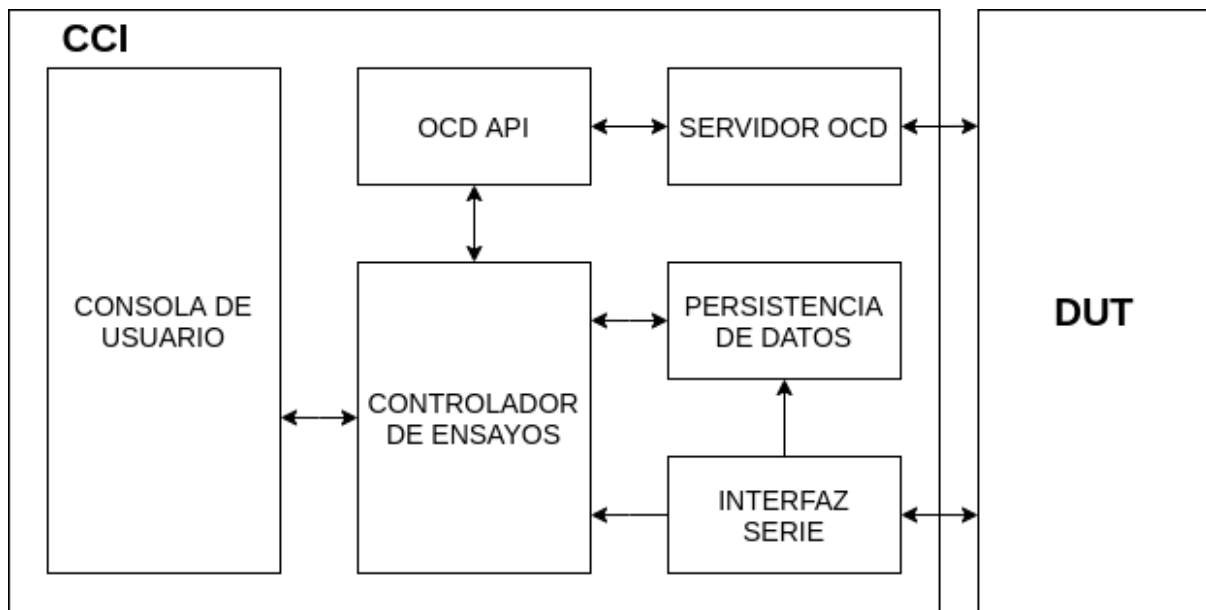 CCI
OCD API
SERVIDOR OCD
CONSOLA DE
USUARIO
PERSISTENCIA
DE DATOS
DUT
CONTROLADOR
DE ENSAYOS
INTERFAZ
SERIE